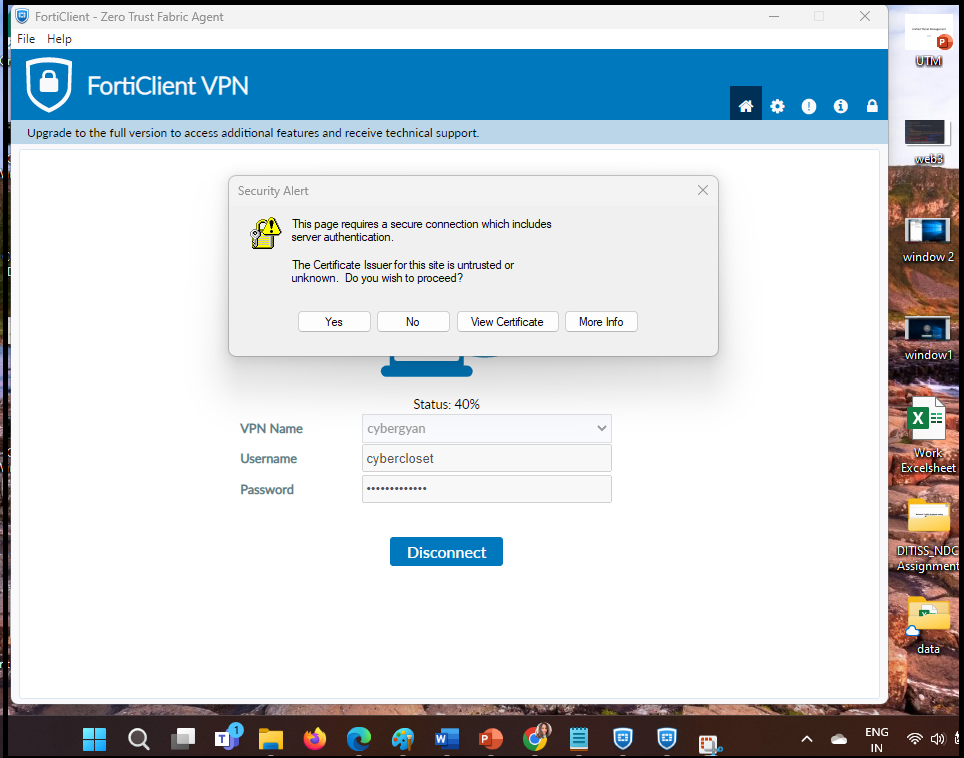 FortiClient - Zero Trust Fabric Agent
File Help
FortiClient VPN
Upgrade to the full version to access additional features and receive technical support.
Security Alert
This page requires a secure connection which includes
server authentication.
The Certificate Issuer for this site is untrusted or
unknown. Do you wish to proceed?
Yes No View Certificate More Info
Status: 40%
VPN Name cybergyan
Username cybercloset
Password •••••••••••••
Disconnect
UTM
web3
window 2
window1
Work
Excelsheet
DITISS_NDC
Assignment
data
1
ENG
IN